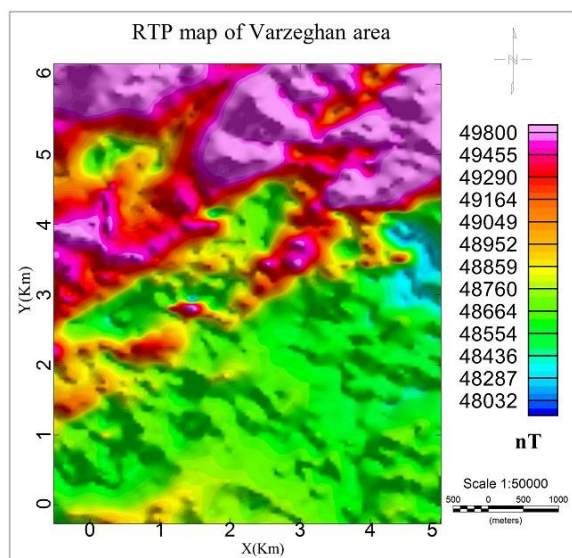 RTP map of Varzeghan area
N
6
5
4
3
2
1
0
Y(Km)
0 1 2 3 4 5
X(Km)
49800
49455
49290
49164
49049
48952
48859
48760
48664
48554
48436
48287
48032
nT
Scale 1:50000
500 0 500 1000
(meters)